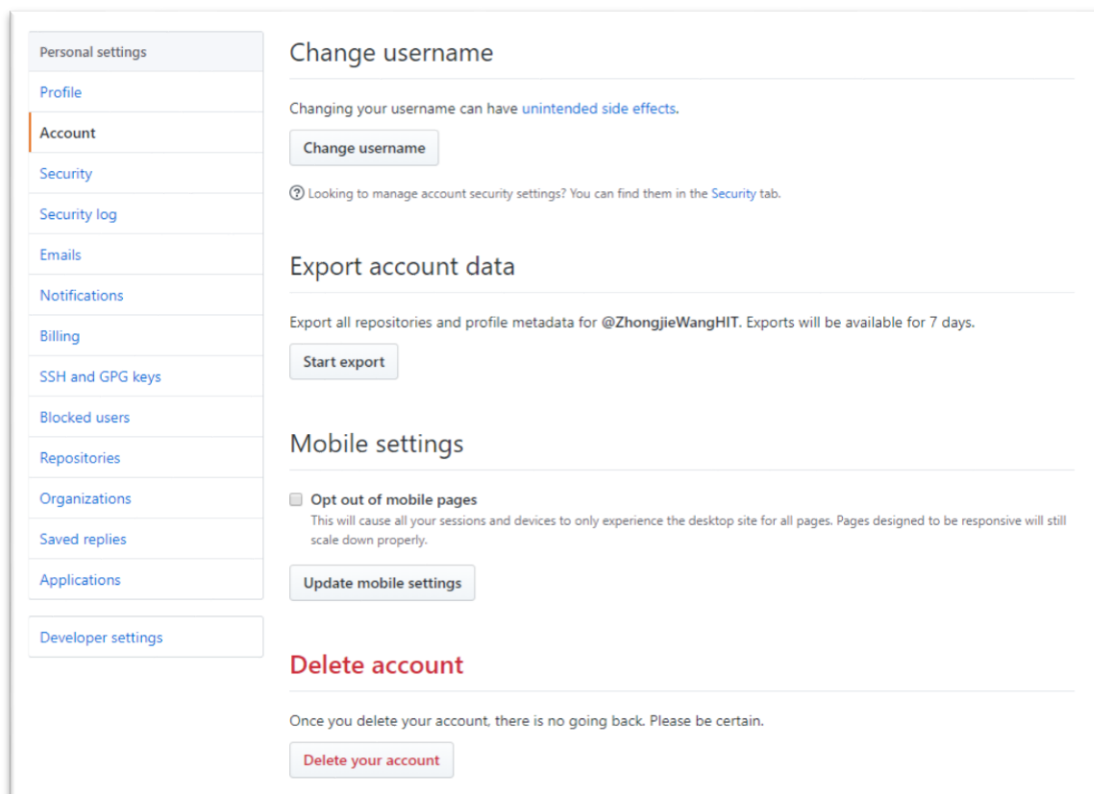 Personal settings
Profile
Account
Security
Security log
Emails
Notifications
Billing
SSH and GPG keys
Blocked users
Repositories
Organizations
Saved replies
Applications
Developer settings
Change username
Changing your username can have unintended side effects.
Change username
Looking to manage account security settings? You can find them in the Security tab.
Export account data
Export all repositories and profile metadata for @ZhongjieWangHIT. Exports will be available for 7 days.
Start export
Mobile settings
Opt out of mobile pages
This will cause all your sessions and devices to only experience the desktop site for all pages. Pages designed to be responsive will still
scale down properly.
Update mobile settings
Delete account
Once you delete your account, there is no going back. Please be certain.
Delete your account